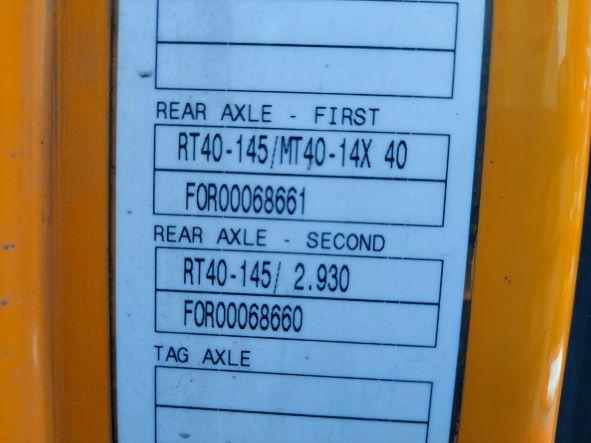 REAR AXLE - FIRST
RT40-145/MT40-14X 40
FOR00068661
REAR AXLE - SECOND
RT40-145/ 2.930
FOR00068660
TAG AXLE